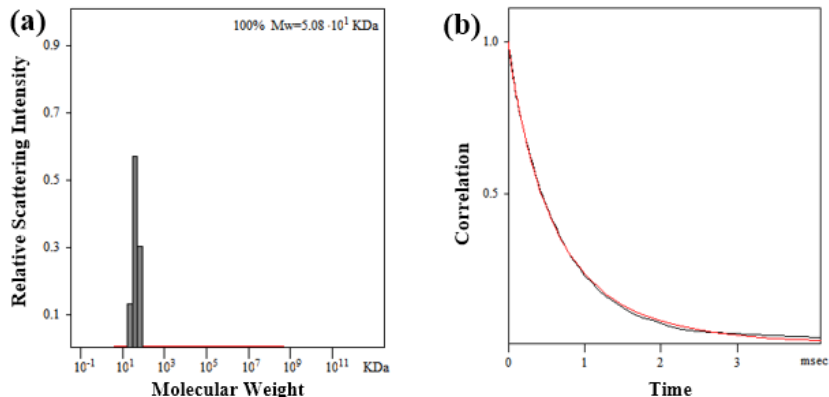 (a)
100% Mw=5.08 ·10¹ KDa
Relative Scattering Intensity
0.9
0.7
0.5
0.3
0.1
10⁻¹ 10¹ 10³ 10⁵ 10⁷ 10⁹ 10¹¹ KDa
Molecular Weight
(b)
Correlation
1.0
0.5
0 1 2 3 msec
Time